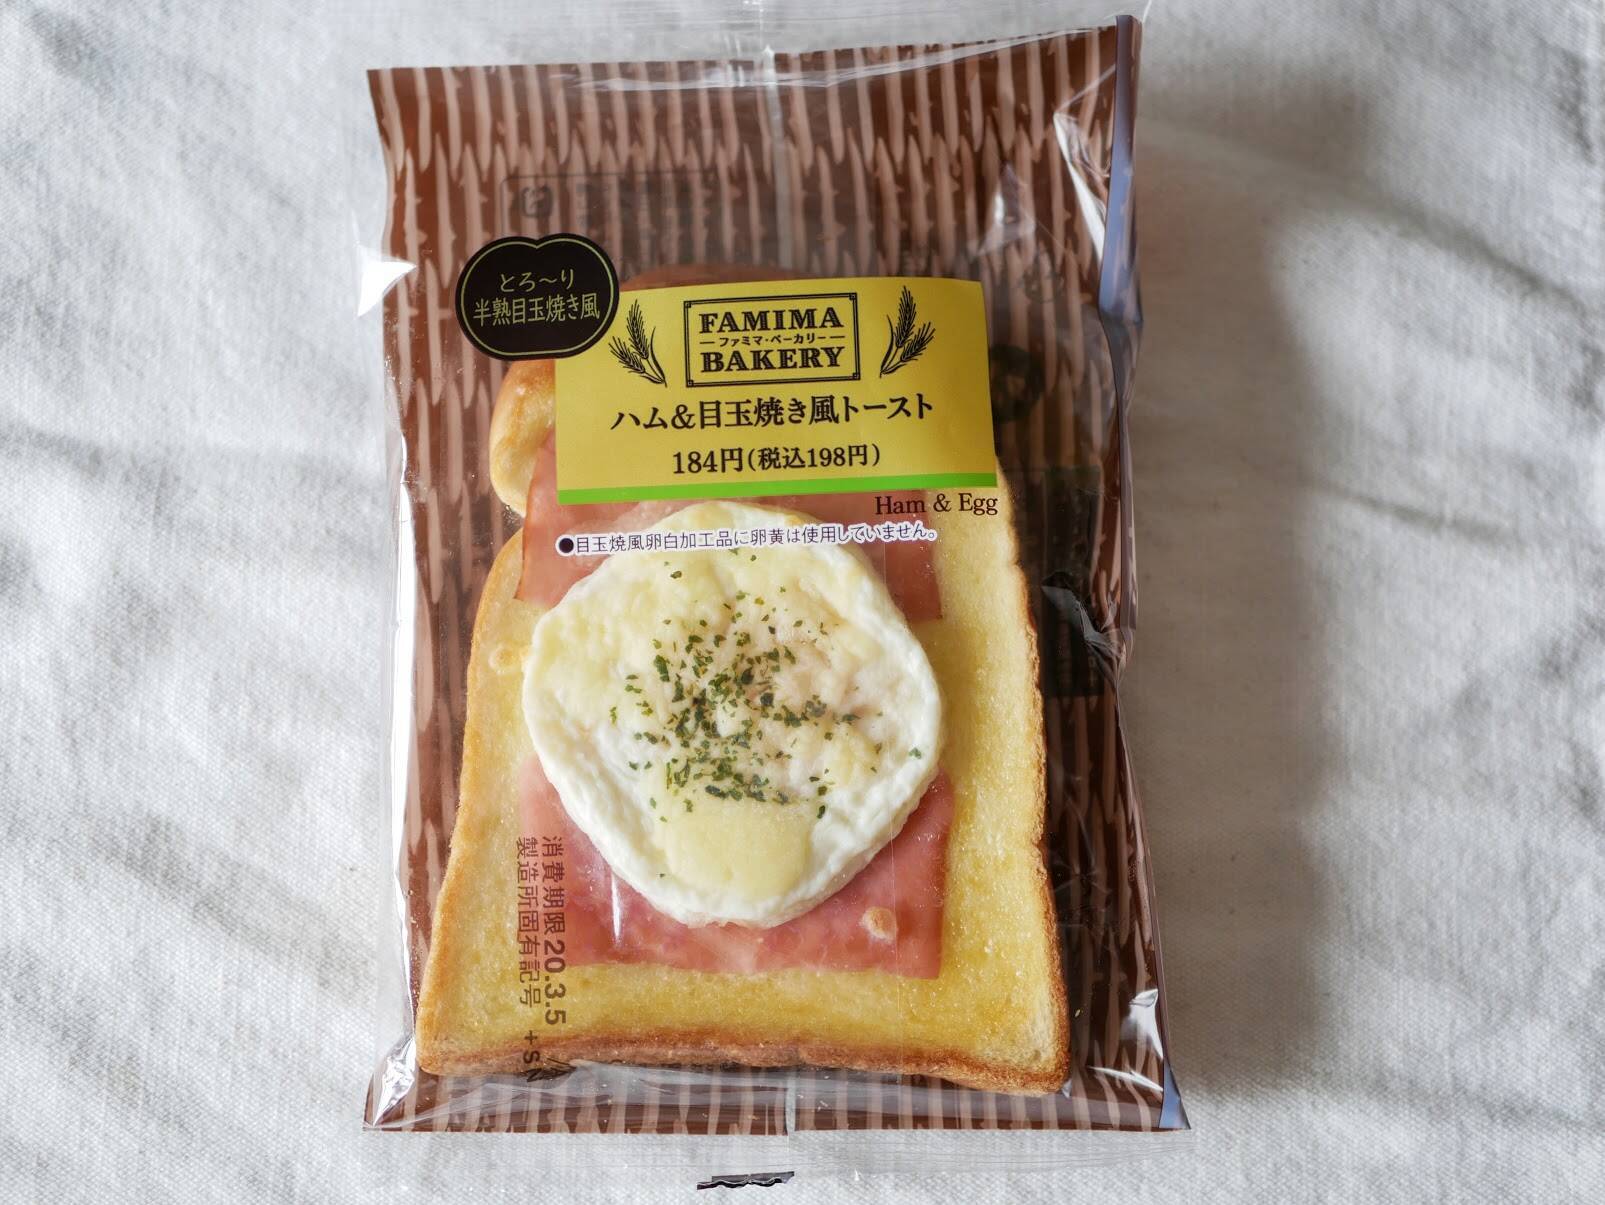 とろ～り
半熟目玉焼き風
FAMIMA
ファミマ・ベーカリー
BAKERY
ハム&目玉焼き風トースト
184円(税込198円)
Ham & Egg
●目玉焼風卵白加工品に卵黄は使用していません。
消費期限20.3.5
製造所固有記号 +SN